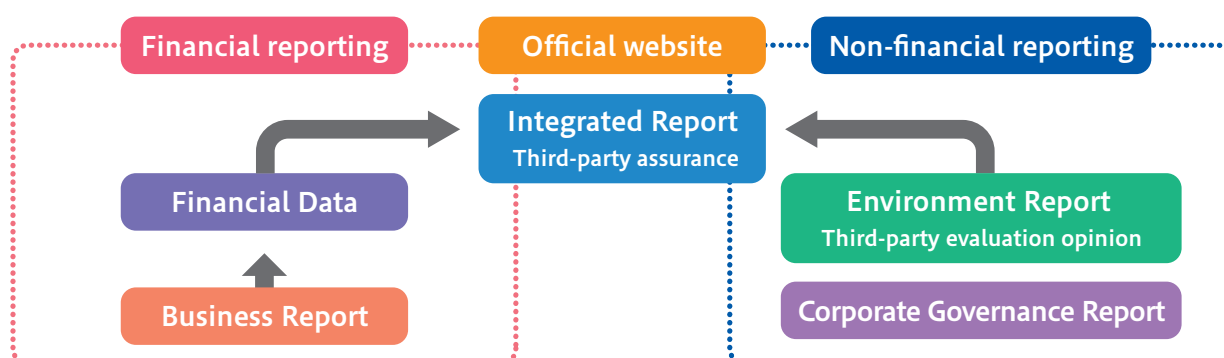 Financial reporting
Official website
Non-financial reporting
Integrated Report
Third-party assurance
Financial Data
Environment Report
Third-party evaluation opinion
Business Report
Corporate Governance Report